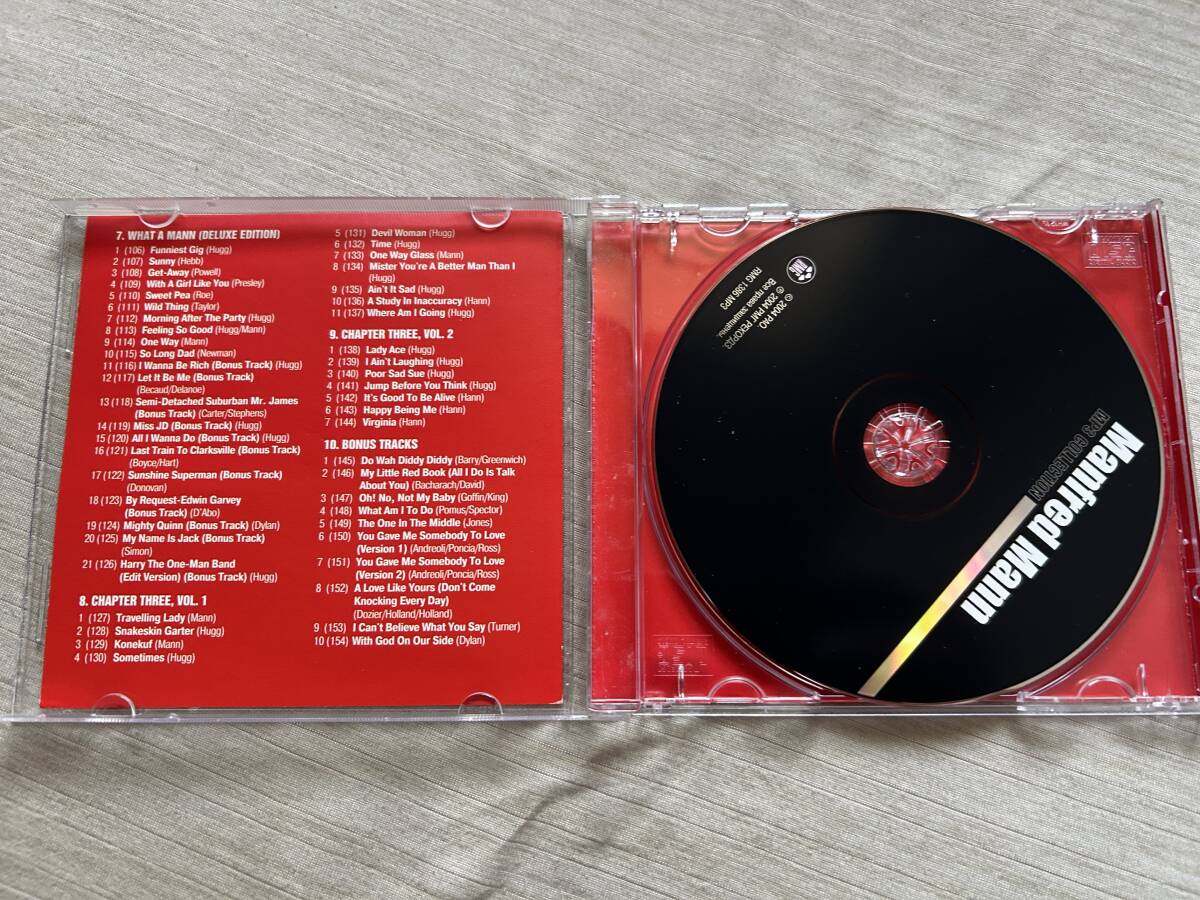 7. WHAT A MANN (DELUXE EDITION)
1 (106) Funniest Gig (Hugg)
2 (107) Sunny (Hebb)
3 (108) Get-Away (Powell)
4 (109) With A Girl Like You (Presley)
5 (110) Sweet Pea (Roe)
6 (111) Wild Thing (Taylor)
7 (112) Morning After The Party (Hugg)
8 (113) Feeling So Good (Hugg/Mann)
9 (114) One Way (Mann)
10 (115) So Long Dad (Newman)
11 (116) I Wanna Be Rich (Bonus Track) (Hugg)
12 (117) Let It Be Me (Bonus Track)
(Becaud/Delanoe)
13 (118) Semi-Detached Suburban Mr. James
(Bonus Track) (Carter/Stephens)
14 (119) Miss JD (Bonus Track) (Hugg)
15 (120) All I Wanna Do (Bonus Track) (Hugg)
16 (121) Last Train To Clarksville (Bonus Track)
(Boyce/Hart)
17 (122) Sunshine Superman (Bonus Track)
(Donovan)
18 (123) By Request-Edwin Garvey
(Bonus Track) (D'Abo)
19 (124) Mighty Quinn (Bonus Track) (Dylan)
20 (125) My Name Is Jack (Bonus Track)
(Simon)
21 (126) Harry The One-Man Band
(Edit Version) (Bonus Track) (Hugg)
8. CHAPTER THREE, VOL. 1
1 (127) Travelling Lady (Mann)
2 (128) Snakeskin Garter (Hugg)
3 (129) Konekuf (Mann)
4 (130) Sometimes (Hugg)
5 (131) Devil Woman (Hugg)
6 (132) Time (Hugg)
7 (133) One Way Glass (Mann)
8 (134) Mister You're A Better Man Than I
(Hugg)
9 (135) Ain't It Sad (Hugg)
10 (136) A Study In Inaccuracy (Hann)
11 (137) Where Am I Going (Hugg)
9. CHAPTER THREE, VOL. 2
1 (138) Lady Ace (Hugg)
2 (139) I Ain't Laughing (Hugg)
3 (140) Poor Sad Sue (Hugg)
4 (141) Jump Before You Think (Hugg)
5 (142) It's Good To Be Alive (Hann)
6 (143) Happy Being Me (Hann)
7 (144) Virginia (Hann)
10. BONUS TRACKS
1 (145) Do Wah Diddy Diddy (Barry/Greenwich)
2 (146) My Little Red Book (All I Do Is Talk
About You) (Bacharach/David)
3 (147) Oh! No, Not My Baby (Goffin/King)
4 (148) What Am I To Do (Pomus/Spector)
5 (149) The One In The Middle (Jones)
6 (150) You Gave Me Somebody To Love
(Version 1) (Andreoli/Poncia/Ross)
7 (151) You Gave Me Somebody To Love
(Version 2) (Andreoli/Poncia/Ross)
8 (152) A Love Like Yours (Don't Come
Knocking Every Day)
(Dozier/Holland/Holland)
9 (153) I Can't Believe What You Say (Turner)
10 (154) With God On Our Side (Dylan)
RMG
© 2004 РАО.
℗ 2004 РМГ РЕКОРДЗ.
Все права защищены.
RMG 1386 MP3
Manfred Mann
MP3 COLLECTION